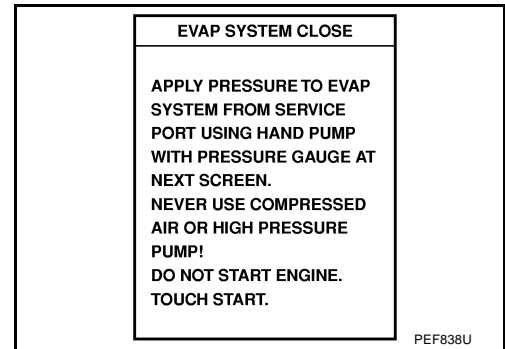 EVAP SYSTEM CLOSE
APPLY PRESSURE TO EVAP
SYSTEM FROM SERVICE
PORT USING HAND PUMP
WITH PRESSURE GAUGE AT
NEXT SCREEN.
NEVER USE COMPRESSED
AIR OR HIGH PRESSURE
PUMP!
DO NOT START ENGINE.
TOUCH START.
PEF838U